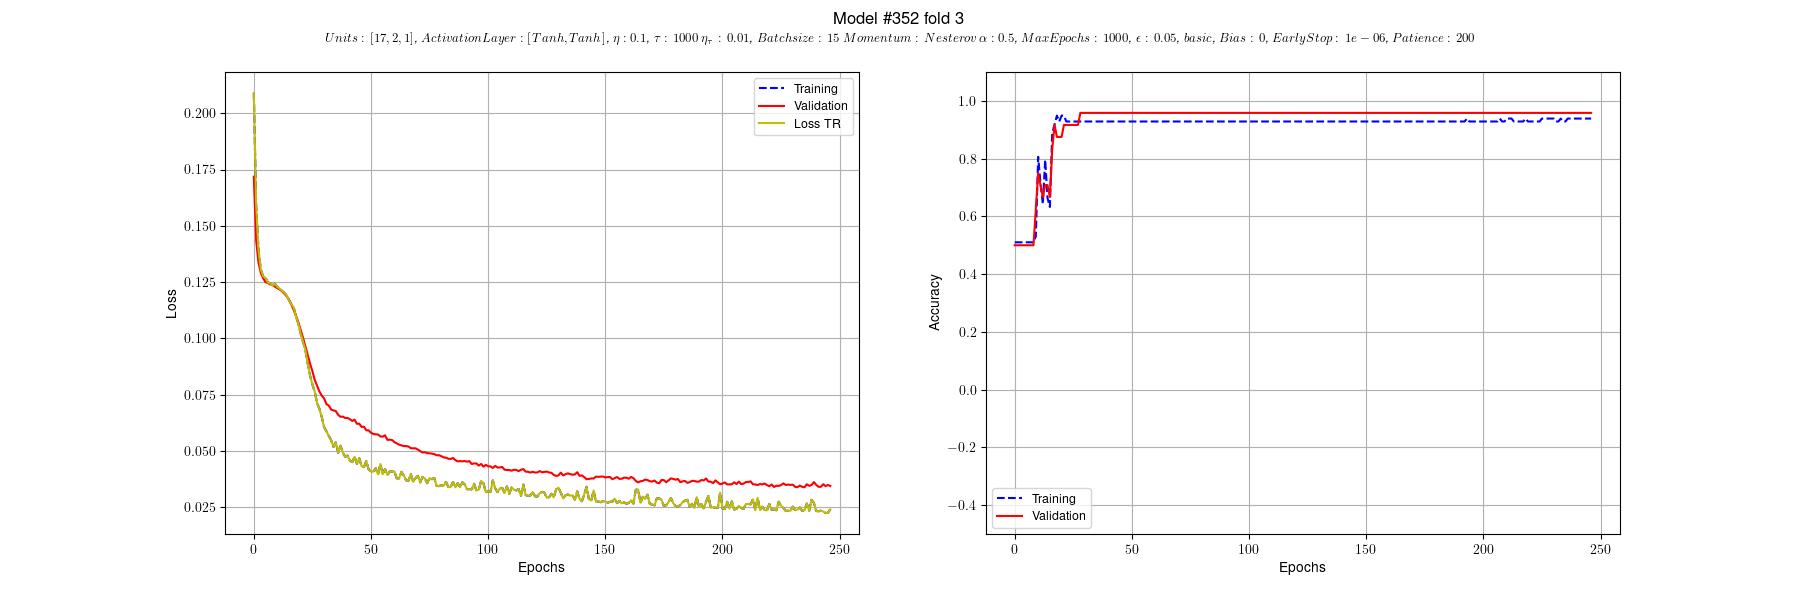 Model #352 fold 3
Units : [17, 2, 1], ActivationLayer : [Tanh, Tanh], η : 0.1, τ : 1000 ητ : 0.01, Batchsize : 15 Momentum : Nesterov α : 0.5, MaxEpochs : 1000, ϵ : 0.05, basic, Bias : 0, EarlyStop : 1e − 06, Patience : 200
Training
Validation
Loss TR
0.200
0.175
0.150
0.125
0.100
0.075
0.050
0.025
Loss
0 50 100 150 200 250
Epochs
1.0
0.8
0.6
0.4
0.2
0.0
−0.2
−0.4
Accuracy
Training
Validation
0 50 100 150 200 250
Epochs